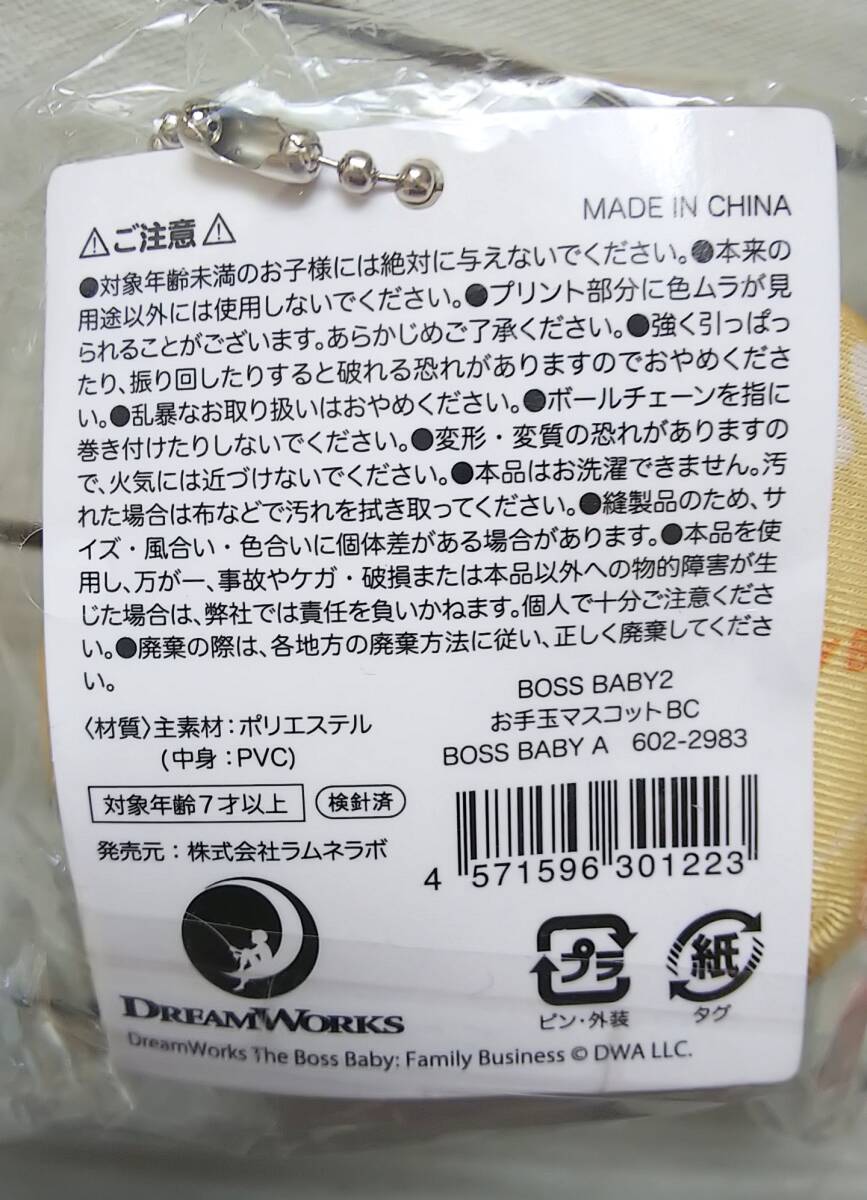 MADE IN CHINA
⚠ご注意⚠
●対象年齢未満のお子様には絶対に与えないでください。●本来の
用途以外には使用しないでください。●プリント部分に色ムラが見
られることがございます。あらかじめご了承ください。●強く引っぱっ
たり、振り回したりすると破れる恐れがありますのでおやめくださ
い。●乱暴なお取り扱いはおやめください。●ボールチェーンを指に
巻き付けたりしないでください。●変形・変質の恐れがありますの
で、火気には近づけないでください。●本品はお洗濯できません。汚
れた場合は布などで汚れを拭き取ってください。●縫製品のため、サ
イズ・風合い・色合いに個体差がある場合があります。●本品を使
用し、万が一、事故やケガ・破損または本品以外への物的障害が生
じた場合は、弊社では責任を負いかねます。個人で十分ご注意くださ
い。●廃棄の際は、各地方の廃棄方法に従い、正しく廃棄してくださ
い。
〈材質〉主素材：ポリエステル
(中身：PVC)
対象年齢7才以上 検針済
発売元：株式会社ラムネラボ
BOSS BABY2
お手玉マスコットBC
BOSS BABY A 602-2983
4 571596 301223
プラ
ピン・外装
紙
タグ
DREAMWORKS
DreamWorks The Boss Baby: Family Business © DWA LLC.